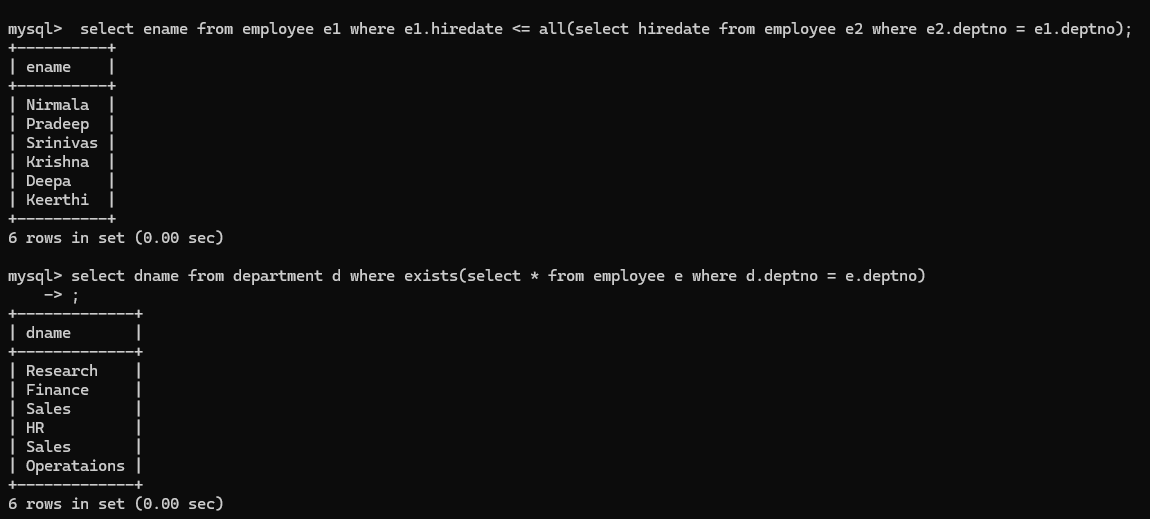 mysql>  select ename from employee e1 where e1.hiredate <= all(select hiredate from employee e2 where e2.deptno = e1.deptno);
+----------+
| ename    |
+----------+
| Nirmala  |
| Pradeep  |
| Srinivas |
| Krishna  |
| Deepa    |
| Keerthi  |
+----------+
6 rows in set (0.00 sec)

mysql> select dname from department d where exists(select * from employee e where d.deptno = e.deptno)
    -> ;
+-------------+
| dname       |
+-------------+
| Research    |
| Finance     |
| Sales       |
| HR          |
| Sales       |
| Operataions |
+-------------+
6 rows in set (0.00 sec)